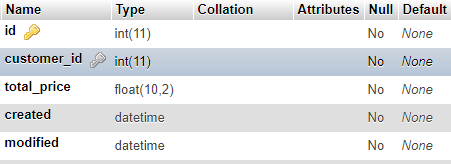 Name Type Collation Attributes Null Default
id int(11) No None
customer_id int(11) No None
total_price float(10,2) No None
created datetime No None
modified datetime No None